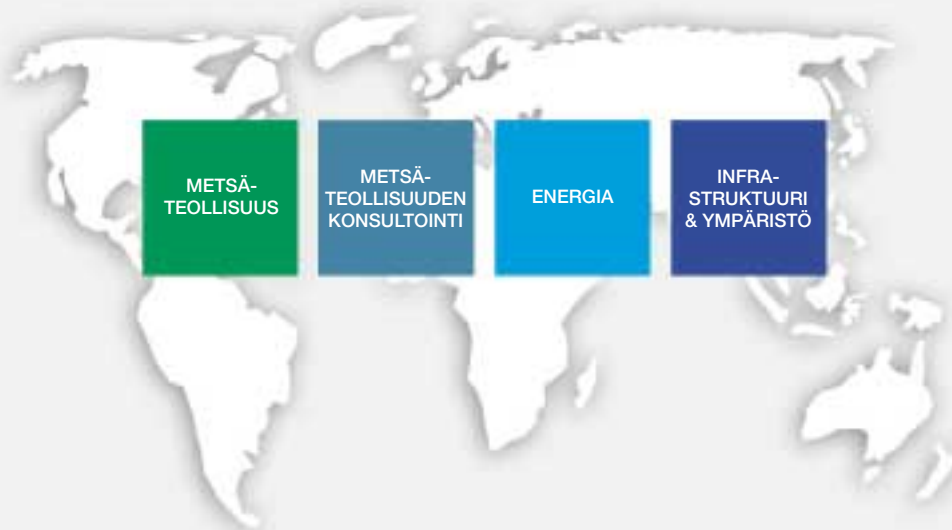 METSÄ-
TEOLLISUUS
METSÄ-
TEOLLISUUDEN
KONSULTOINTI
ENERGIA
INFRA-
STRUKTUURI
& YMPÄRISTÖ